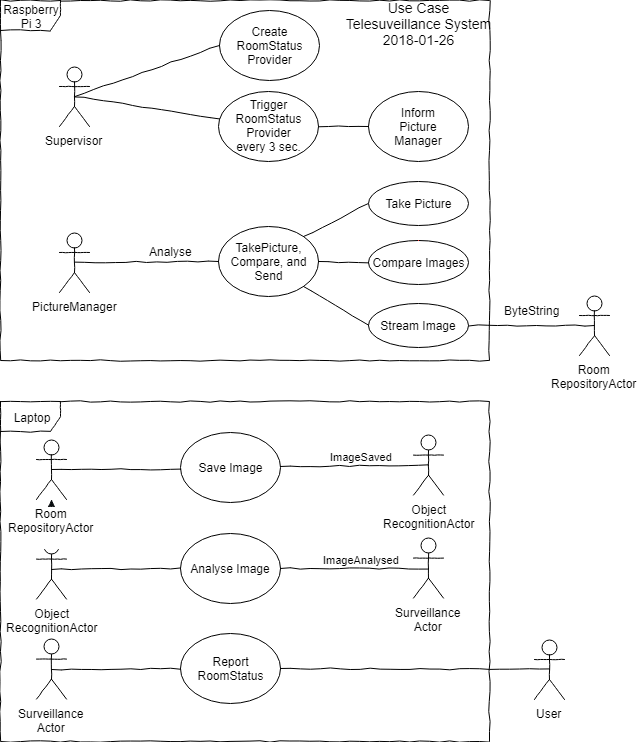 Raspberry
Pi 3
Use Case
Telesuveillance System
2018-01-26
Create
RoomStatus
Provider
Supervisor
Trigger
RoomStatus
Provider
every 3 sec.
Inform
Picture
Manager
Take Picture
PictureManager
Analyse
TakePicture,
Compare, and
Send
Compare Images
Stream Image
ByteString
Room
RepositoryActor
Laptop
Room
RepositoryActor
Save Image
ImageSaved
Object
RecognitionActor
Object
RecognitionActor
Analyse Image
ImageAnalysed
Surveillance
Actor
Surveillance
Actor
Report
RoomStatus
User